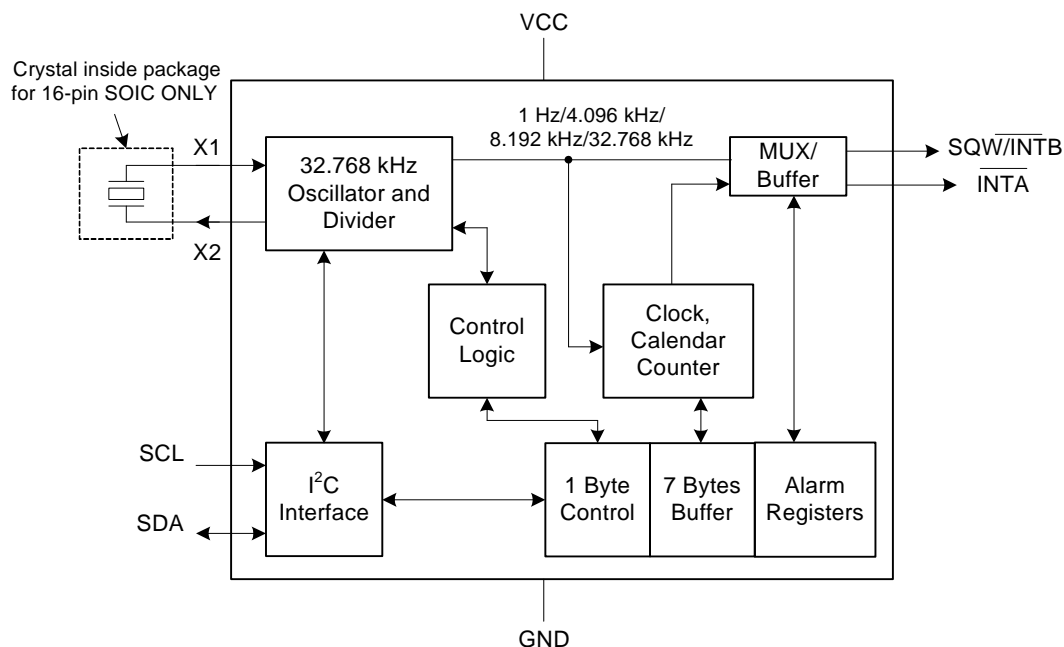 VCC
Crystal inside package
for 16-pin SOIC ONLY
1 Hz/4.096 kHz/
8.192 kHz/32.768 kHz
X1
X2
32.768 kHz
Oscillator and
Divider
MUX/
Buffer
SQW/INTB
INTA
Control
Logic
Clock,
Calendar
Counter
SCL
SDA
I²C
Interface
1 Byte
Control
7 Bytes
Buffer
Alarm
Registers
GND